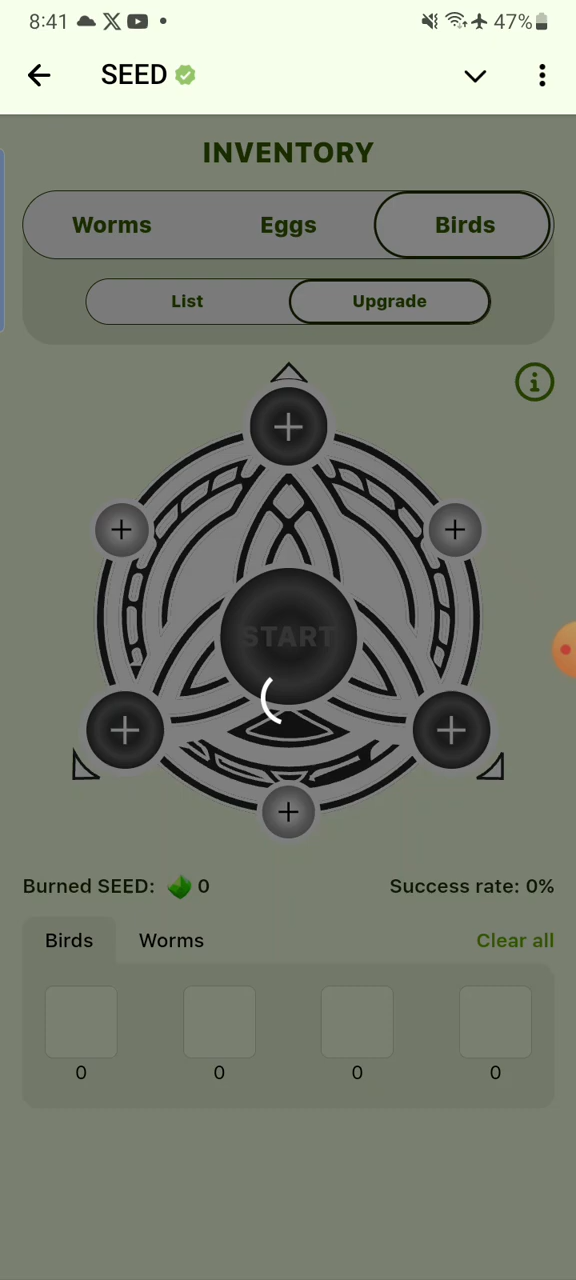 8:41 47%
SEED
INVENTORY
Worms Eggs Birds
List Upgrade
START
Burned SEED: 0 Success rate: 0%
Birds Worms Clear all
0 0 0 0